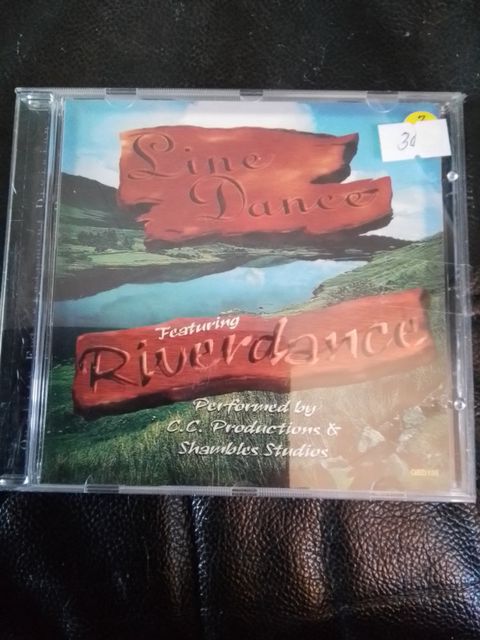 Line
Dance
30
Featuring
Riverdance
Performed by
C.C. Productions &
Shambles Studios